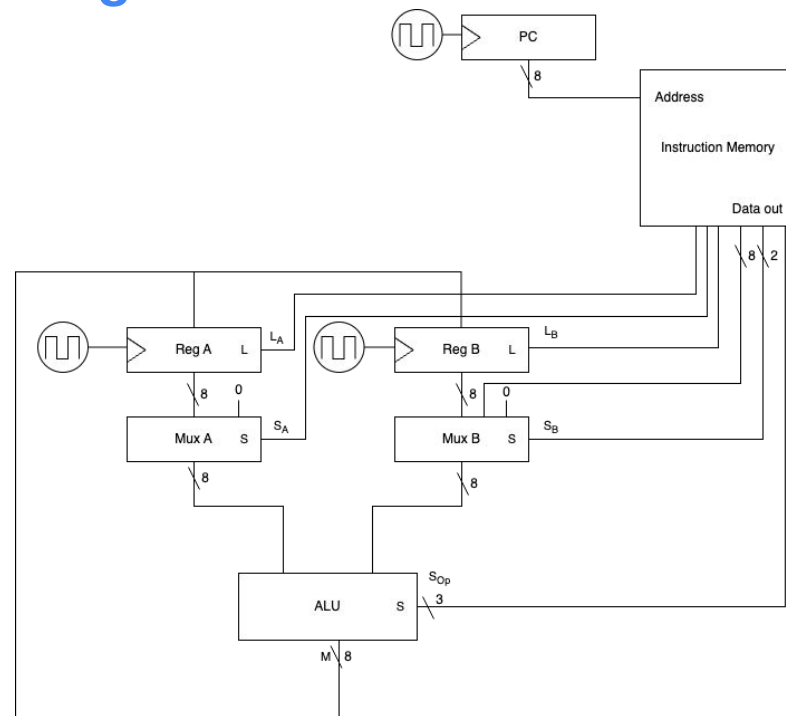 g
PC
8
Address
Instruction Memory
Data out
8 2
L_A
L_B
Reg A L
Reg B L
8 0
8 0
S_A
S_B
Mux A S
Mux B S
8
8
S_Op
3
ALU S
M 8